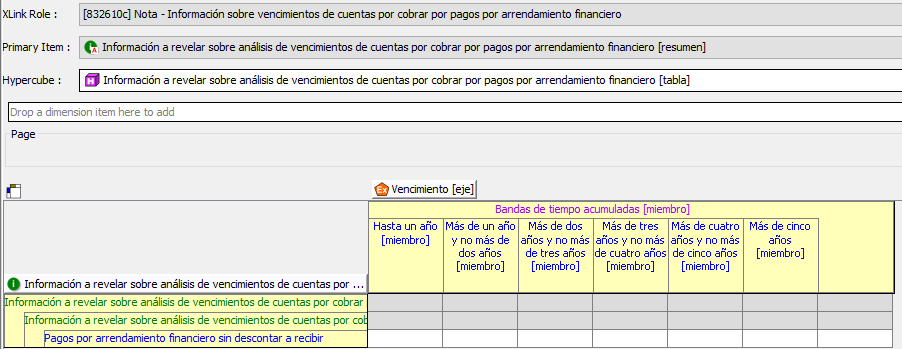 XLink Role : [832610c] Nota - Información sobre vencimientos de cuentas por cobrar por pagos por arrendamiento financiero
Primary Item : Información a revelar sobre análisis de vencimientos de cuentas por cobrar por pagos por arrendamiento financiero [resumen]
Hypercube : Información a revelar sobre análisis de vencimientos de cuentas por cobrar por pagos por arrendamiento financiero [tabla]
Drop a dimension item here to add
Page
Vencimiento [eje]
Bandas de tiempo acumuladas [miembro]
Hasta un año
[miembro]
Más de un año
y no más de
dos años
[miembro]
Más de dos
años y no más
de tres años
[miembro]
Más de tres
años y no más
de cuatro años
[miembro]
Más de cuatro
años y no más
de cinco años
[miembro]
Más de cinco
años
[miembro]
Información a revelar sobre análisis de vencimientos de cuentas por ...
Información a revelar sobre análisis de vencimientos de cuentas por cobrar
Información a revelar sobre análisis de vencimientos de cuentas por cob
Pagos por arrendamiento financiero sin descontar a recibir